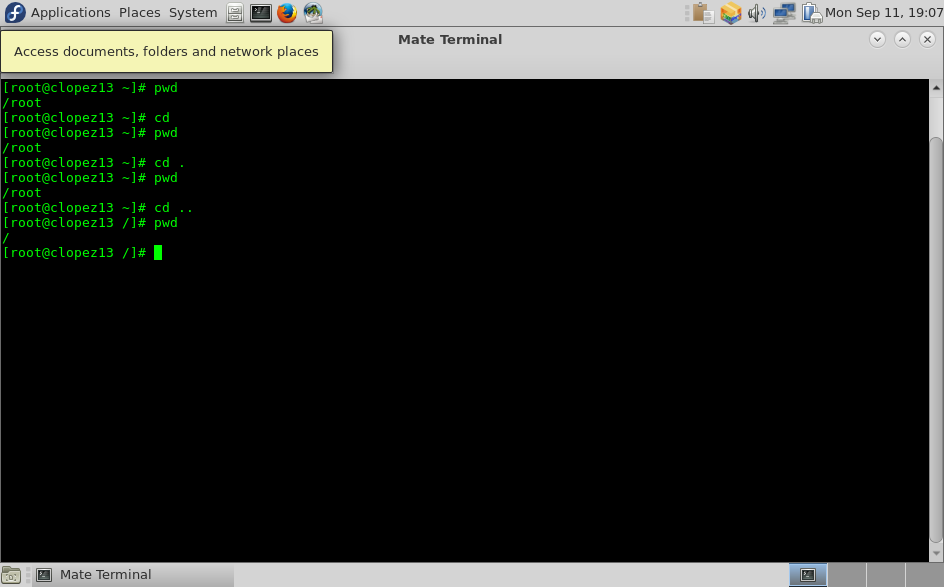 Applications Places System Mon Sep 11, 19:07
Access documents, folders and network places
Mate Terminal
[root@clopez13 ~]# pwd
/root
[root@clopez13 ~]# cd
[root@clopez13 ~]# pwd
/root
[root@clopez13 ~]# cd .
[root@clopez13 ~]# pwd
/root
[root@clopez13 ~]# cd ..
[root@clopez13 /]# pwd
/
[root@clopez13 /]#
Mate Terminal